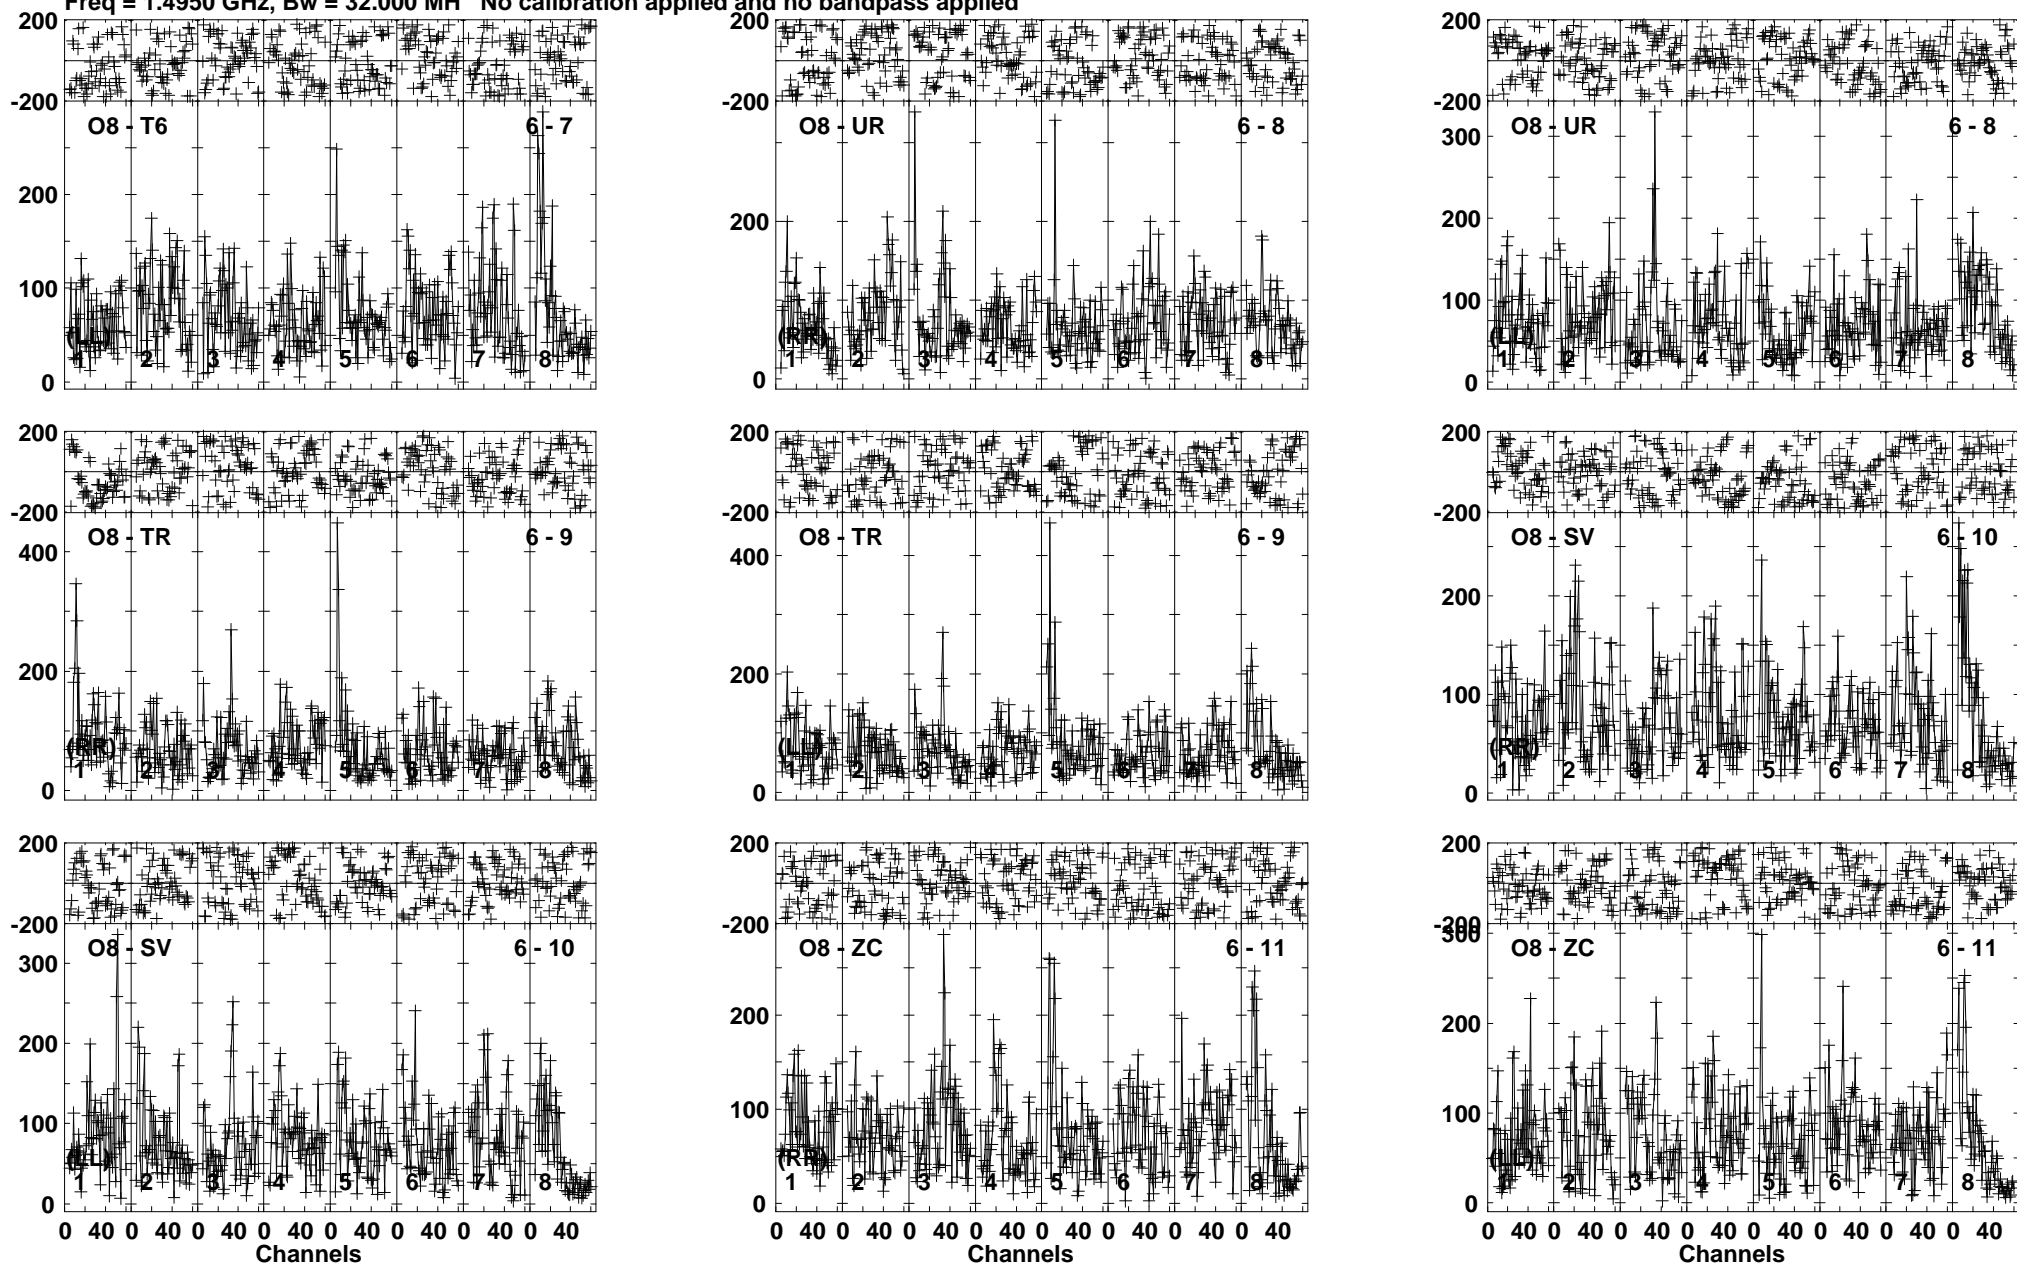 Freq = 1.4950 GHz, Bw = 32.000 MH No calibration applied and no bandpass applied
200 200 200
-200 -200 -200
O8 - T6 6 - 7 O8 - UR 6 - 8 O8 - UR 6 - 8
300
200 200 200
100 100
(LL) (RR) (LL)
1 2 3 4 5 6 7 8 1 2 3 4 5 6 7 8 1 2 3 4 5 6 7 8
0 0 0
200 200 200
-200 -200 -200
O8 - TR 6 - 9 O8 - TR 6 - 9 O8 - SV 6 - 10
400 400 200
200 200 100
(RR) (LL) (RR)
1 2 3 4 5 6 7 8 1 2 3 4 5 6 7 8 1 2 3 4 5 6 7 8
0 0 0
200 200 200
-200 -200 -200
300
O8 - SV 6 - 10 O8 - ZC 6 - 11 O8 - ZC 6 - 11
300
200 200 200
100 100 100
(LL) (RR) (LL)
1 2 3 4 5 6 7 8 1 2 3 4 5 6 7 8 1 2 3 4 5 6 7 8
0 0 0
0 40 0 40 0 40 0 40 0 40 0 40 0 40 0 40 0 40 0 40 0 40 0 40 0 40 0 40 0 40 0 40 0 40 0 40 0 40 0 40 0 40 0 40 0 40 0 40
Channels Channels Channels